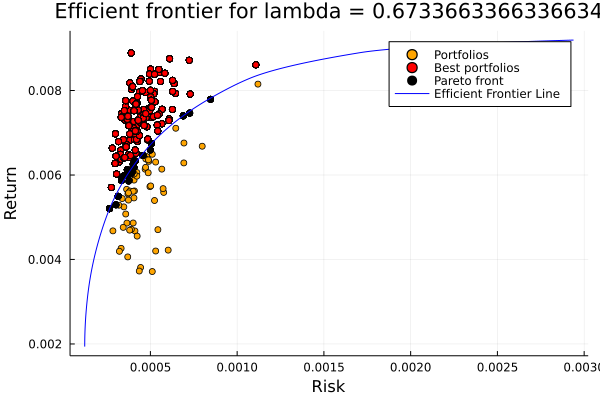 Efficient frontier for lambda = 0.6733663366336634
Portfolios
Best portfolios
Pareto front
Efficient Frontier Line
Return
0.008
0.006
0.004
0.002
0.0005
0.0010
0.0015
0.0020
0.0025
0.0030
Risk